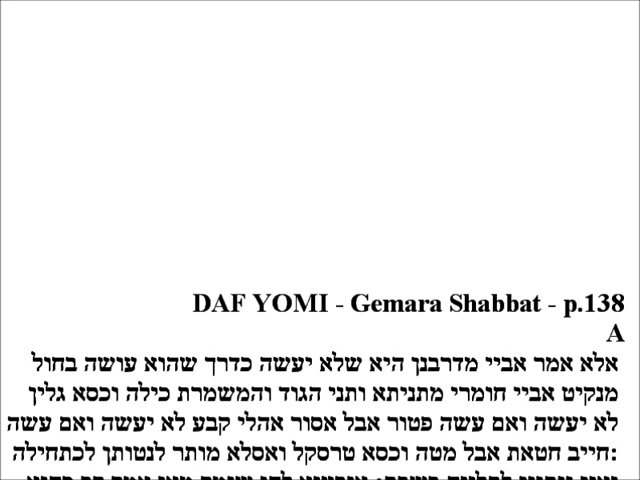 DAF YOMI - Gemara Shabbat - p.138
A
אלא אמר אביי מדרבנן היא שלא יעשה כדרך שהוא עושה בחול
מנקיט אביי חומרי מתניתא ותני הגוד והמשמרת כילה וכסא גלין
לא יעשה ואם עשה פטור אבל אסור אהלי קבע לא יעשה ואם עשה
חייב חטאת אבל מטה וכסא טרסקל ואסלא מותר לנטותן לכתחילה: